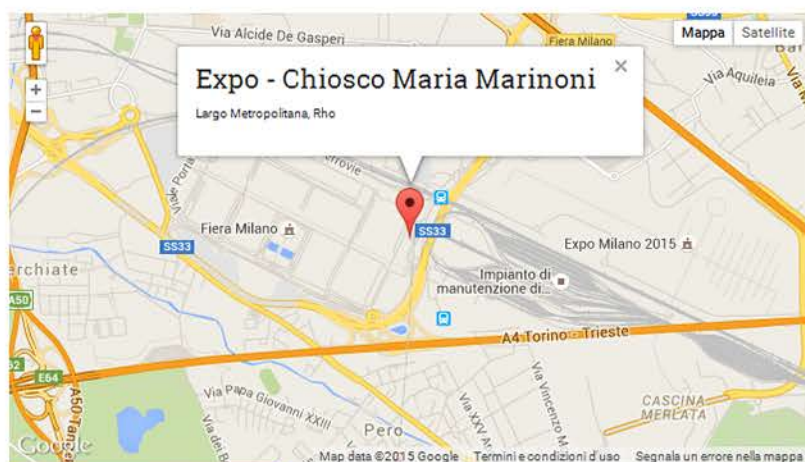 SS33
Via Alcide De Gasperi
Fiera Milano
Mappa
Satellite
Expo - Chiosco Maria Marinoni
Largo Metropolitana, Rho
Via Aquileia
Fiera Milano
SS33
SS33
Expo Milano 2015
Impianto di
manutenzione di...
A50
A4 Torino - Trieste
E64
Via Papa Giovanni XXIII
Pero
CASCINA
MERLATA
Google
Map data ©2015 Google
Termini e condizioni d'uso
Segnala un errore nella mappa